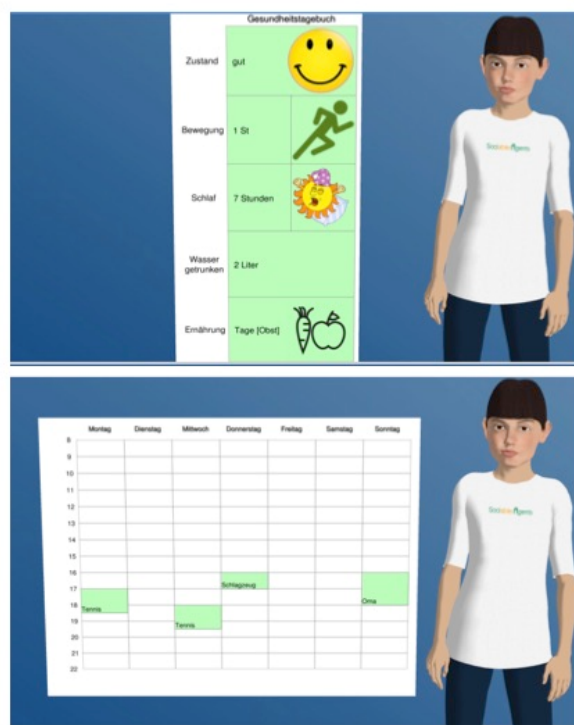 Gesundheitstagebuch
Zustand gut
Bewegung 1 St
Schlaf 7 Stunden
Wasser
getrunken 2 Liter
Ernährung Tage [Obst]
Montag Dienstag Mittwoch Donnerstag Freitag Samstag Sonntag
8
9
10
11
12
13
14
15
16
Schlagzeug
17
18 Oma
Tennis
19 Tennis
20
21
22